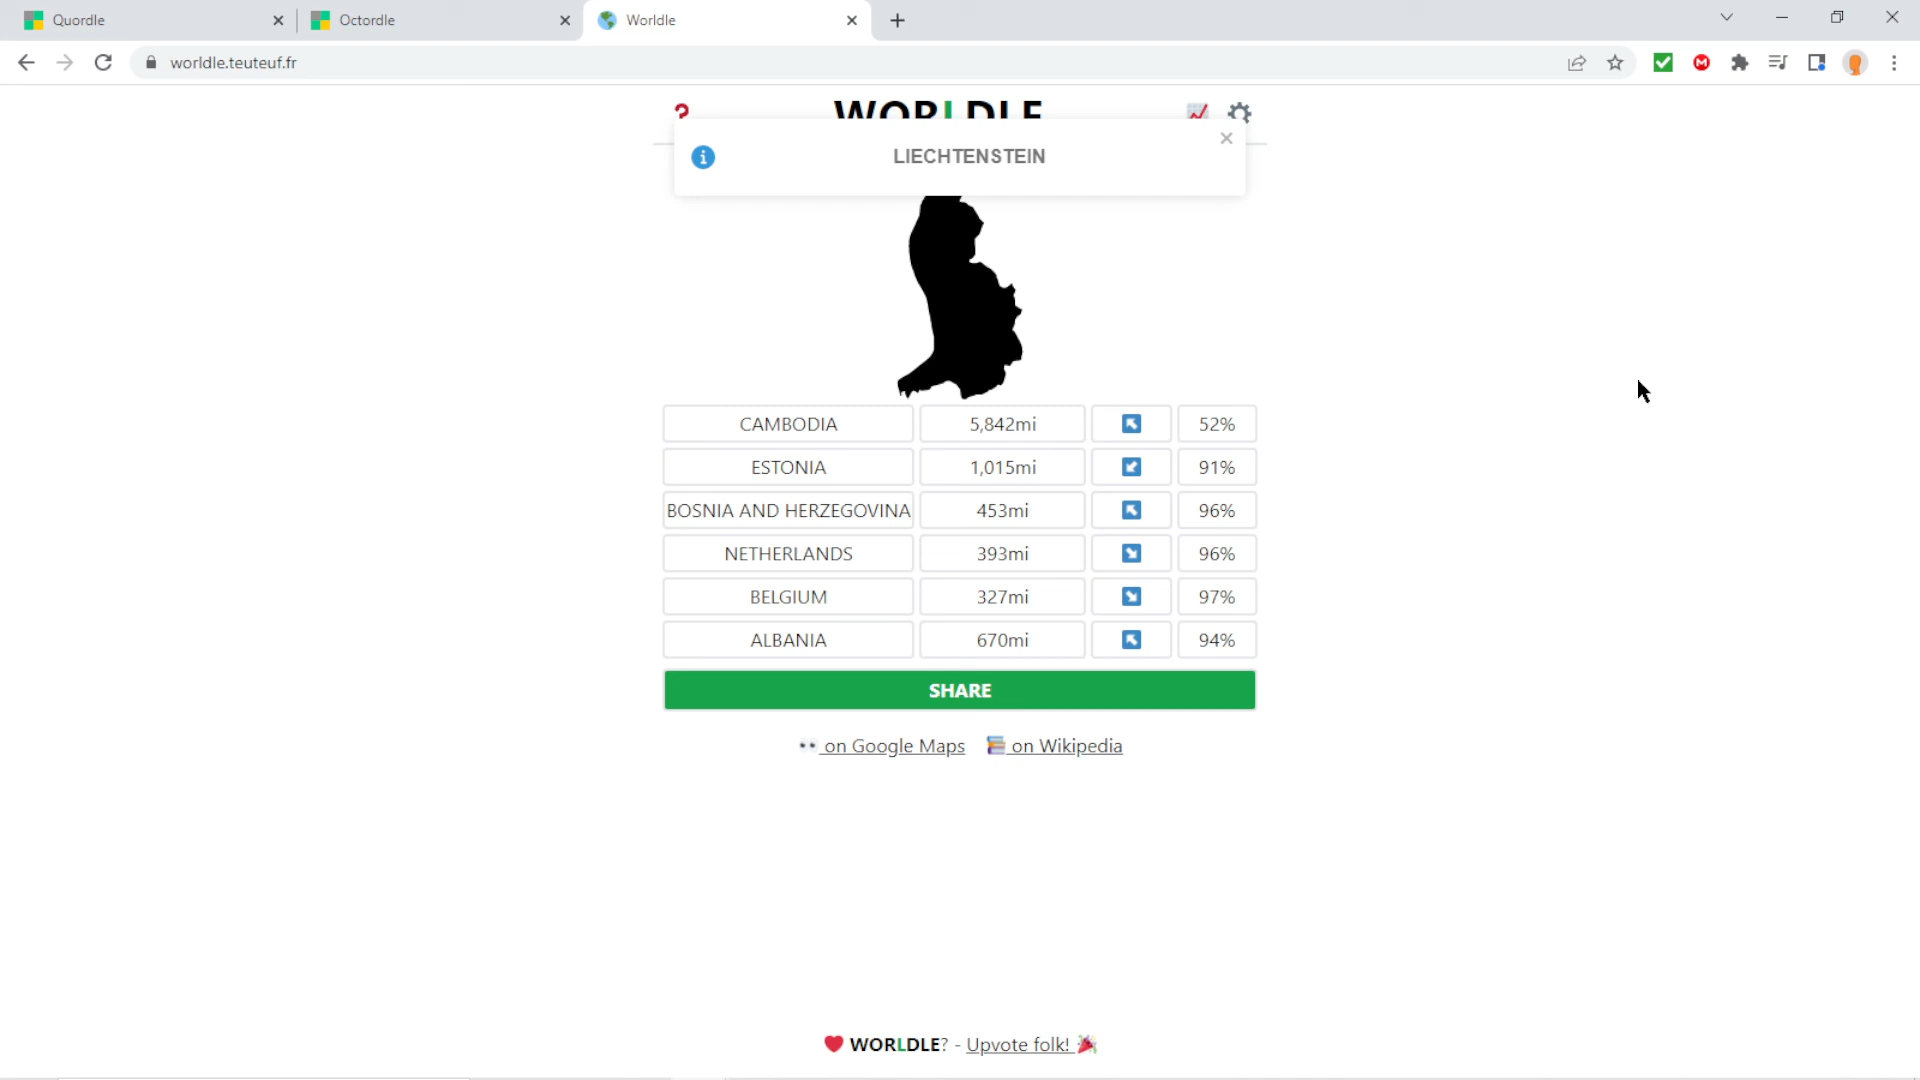 Quordle
Octordle
Worldle
worldle.teuteuf.fr
WORLDLE
LIECHTENSTEIN
CAMBODIA 5,842mi 52%
ESTONIA 1,015mi 91%
BOSNIA AND HERZEGOVINA 453mi 96%
NETHERLANDS 393mi 96%
BELGIUM 327mi 97%
ALBANIA 670mi 94%
SHARE
on Google Maps on Wikipedia
WORLDLE? - Upvote folk!